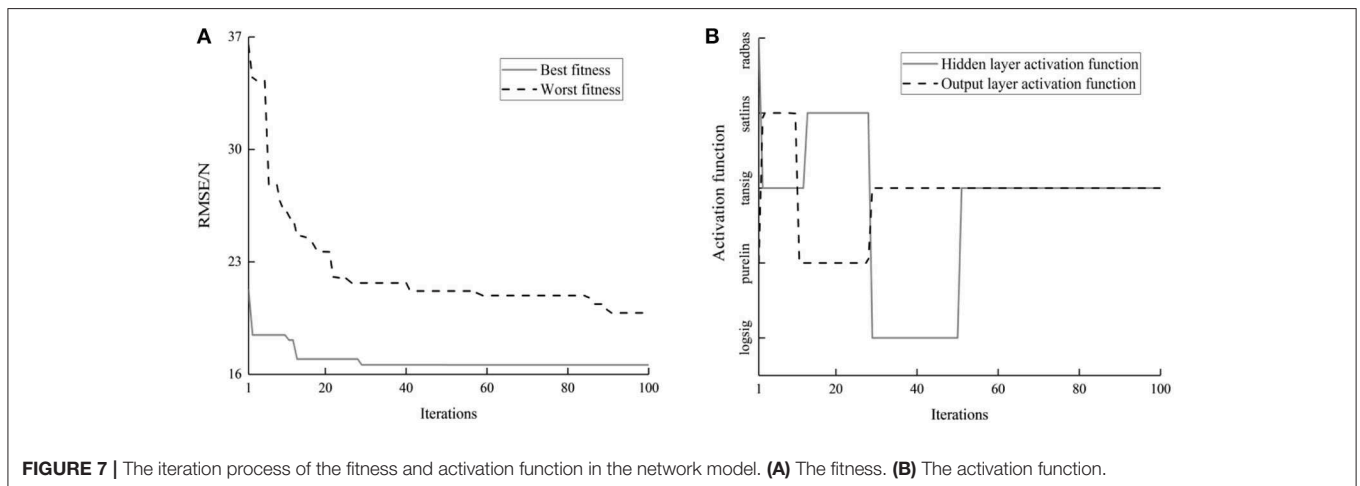 A
37
30
23
16
RMSE/N
Best fitness
Worst fitness
1
20
40
60
80
100
Iterations
B
radbas
satlins
tansig
purelin
logsig
Activation function
Hidden layer activation function
Output layer activation function
1
20
40
60
80
100
Iterations
FIGURE 7 | The iteration process of the fitness and activation function in the network model. (A) The fitness. (B) The activation function.